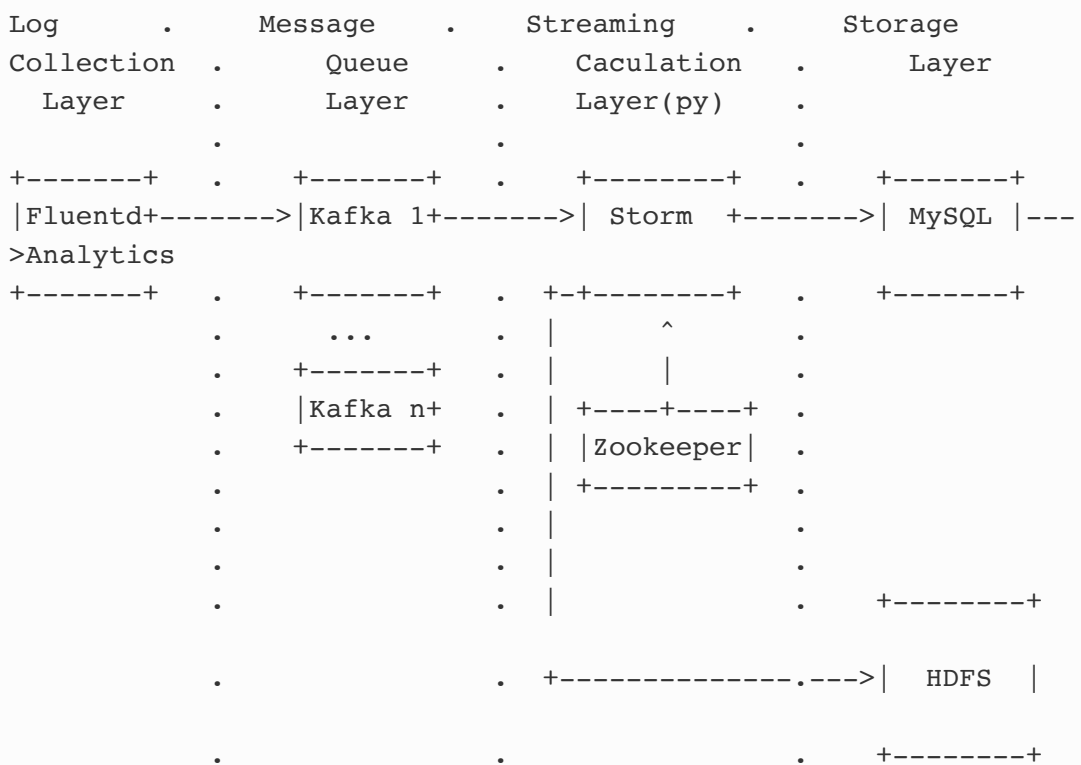 Log      .     Message    .    Streaming    .     Storage
Collection  .      Queue     .    Caculation   .      Layer
  Layer     .      Layer     .    Layer(py)    .
            .                .                 .
+-------+   .    +-------+   .    +--------+   .    +-------+
|Fluentd+------->|Kafka 1+------->| Storm  +------->| MySQL |---
>Analytics
+-------+   .    +-------+   .  +-+--------+   .    +-------+
            .      ...       .  |      ^       .
            .    +-------+   .  |      |       .
            .    |Kafka n+   .  | +----+----+  .
            .    +-------+   .  | |Zookeeper|  .
            .                .  | +---------+  .
            .                .  |              .
            .                .  |              .
            .                .  |              .    +--------+
            .                .  +--------------.--->|  HDFS  |
            .                .                 .    +--------+